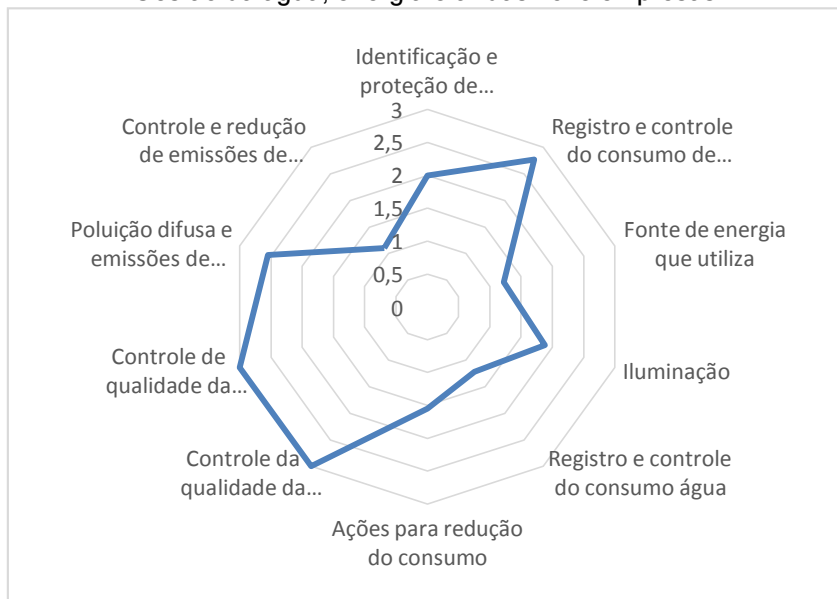 Identificação e
proteção de...
Controle e redução
de emissões de...
Registro e controle
do consumo de...
Poluição difusa e
emissões de...
Fonte de energia
que utiliza
3
2,5
2
1,5
1
0,5
0
Controle de
qualidade da...
Iluminação
Controle da
qualidade da...
Registro e controle
do consumo água
Ações para redução
do consumo